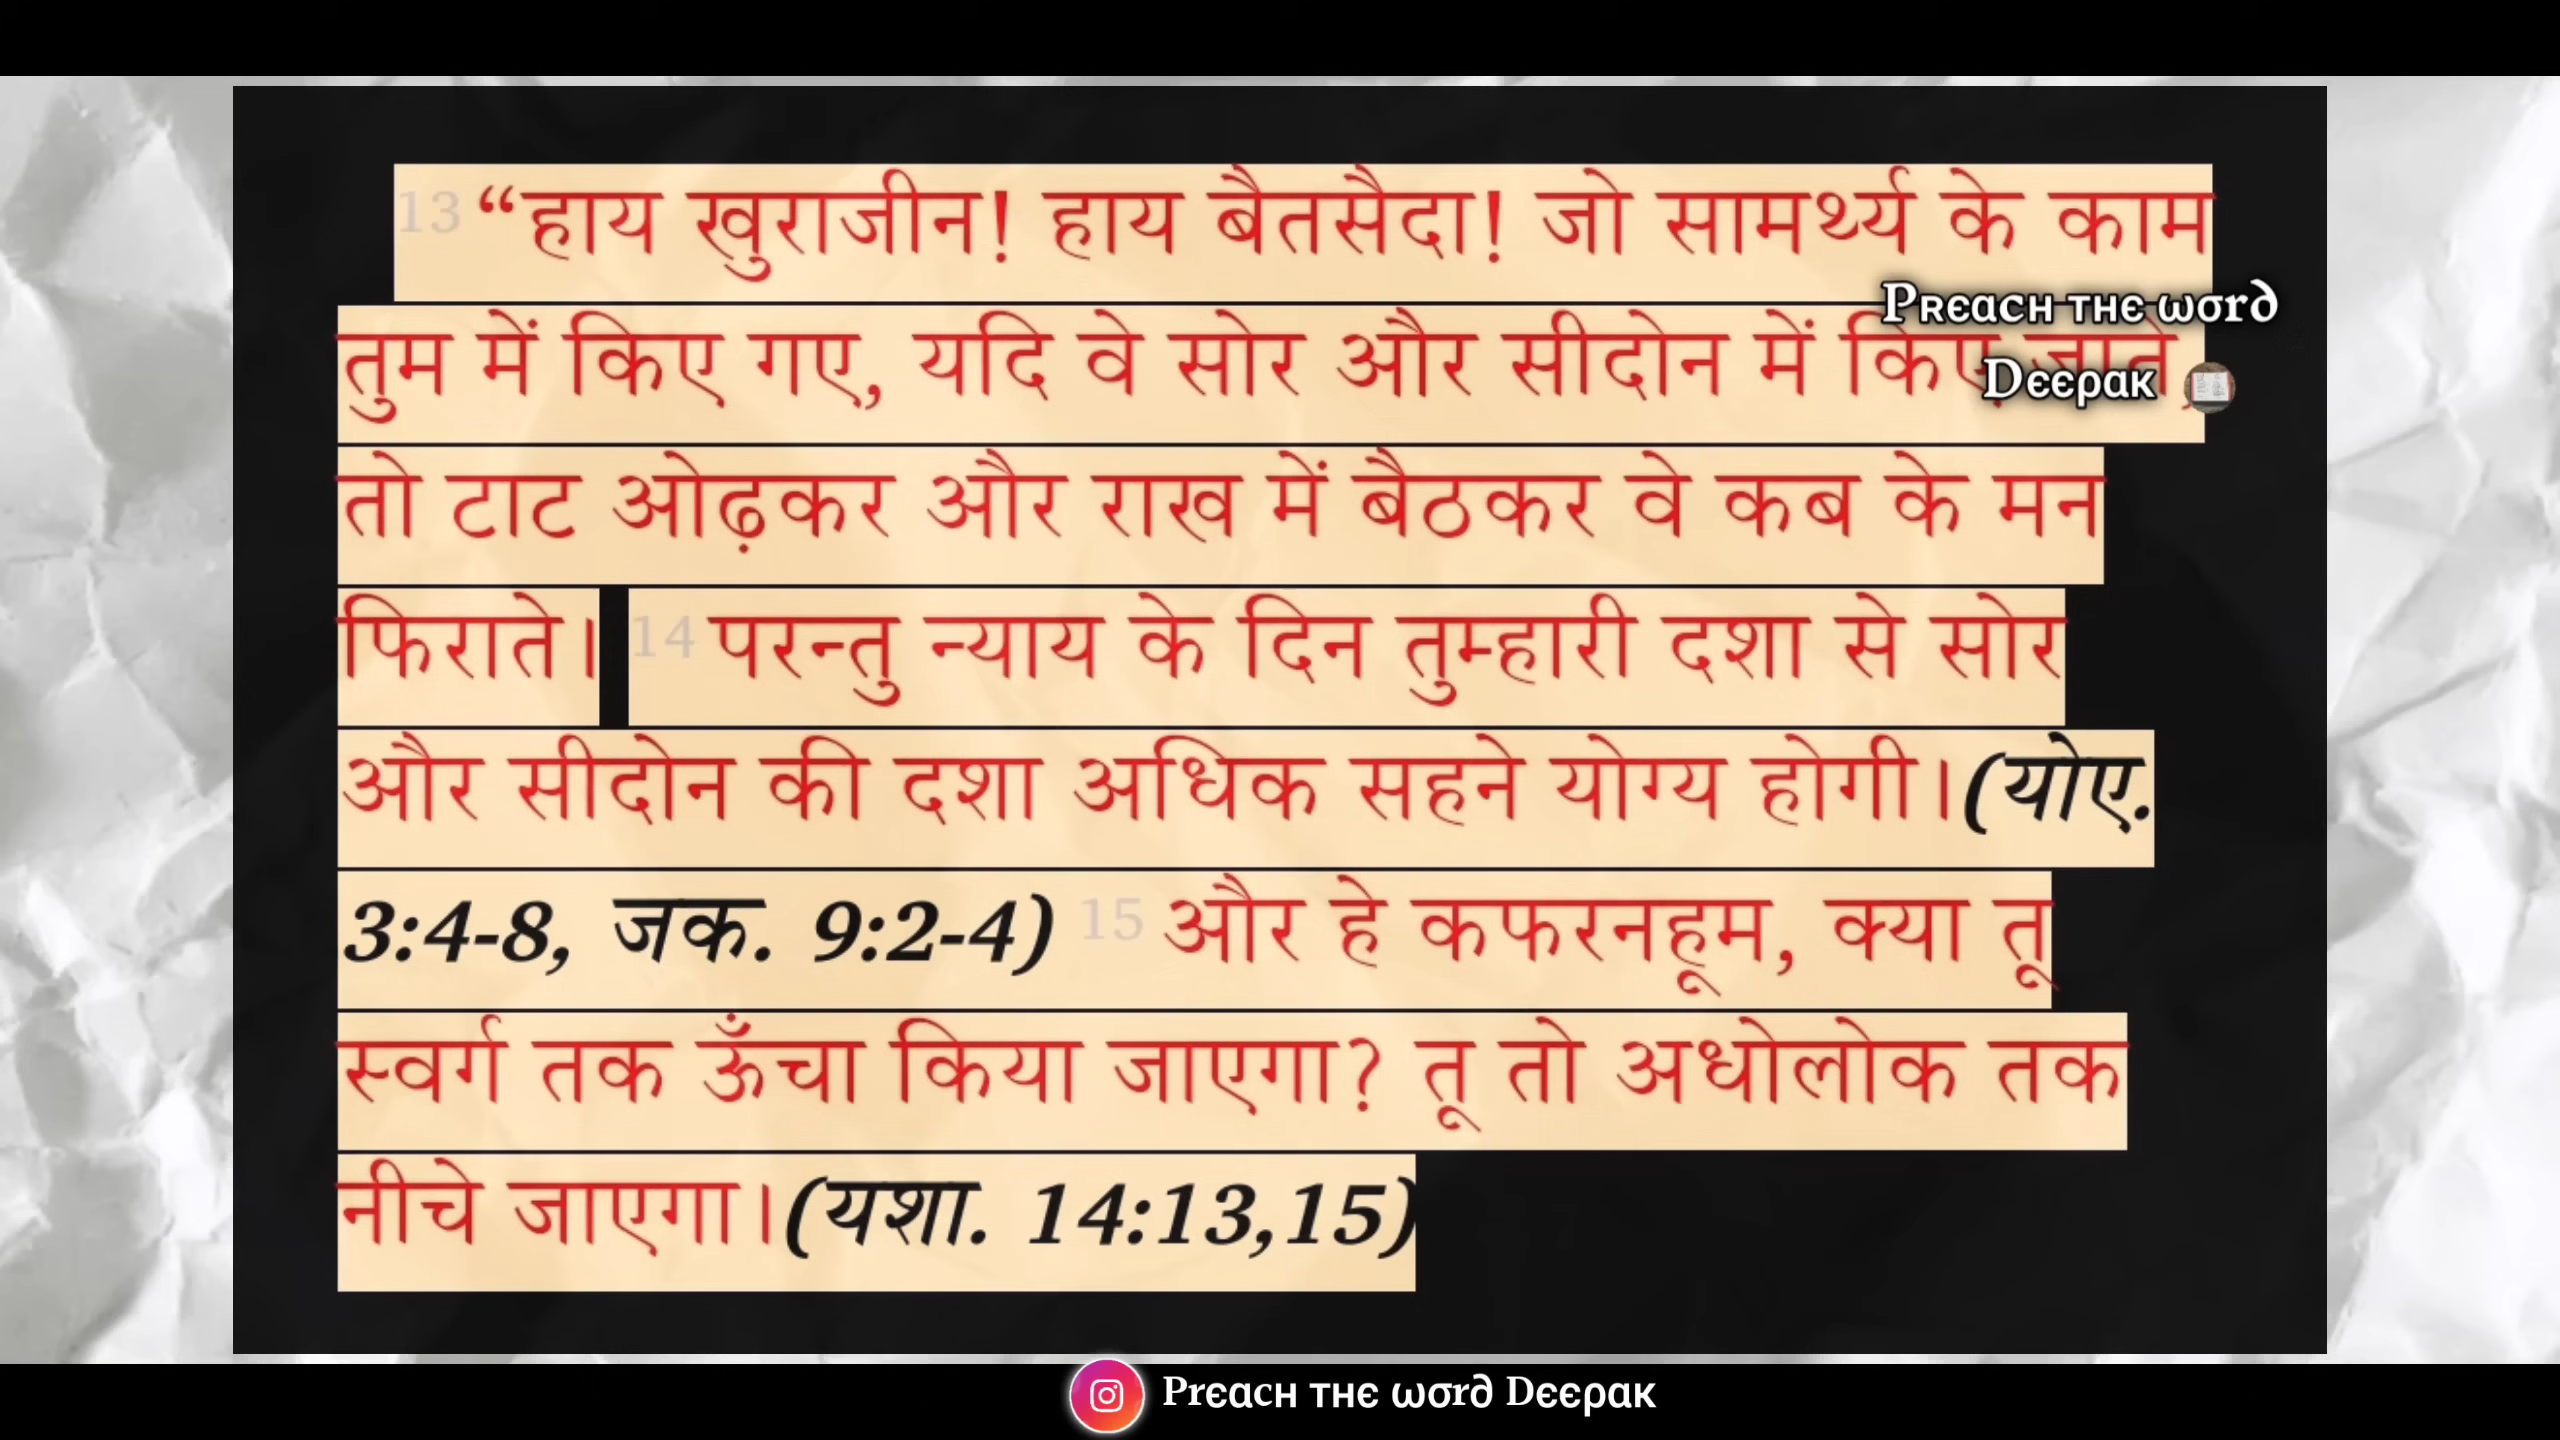 13 “हाय खुराजीन! हाय बैतसैदा! जो सामर्थ्य के काम
तुम में किए गए, यदि वे सोर और सीदोन में किए जाते,
तो टाट ओढ़कर और राख में बैठकर वे कब के मन
फिराते। 14 परन्तु न्याय के दिन तुम्हारी दशा से सोर
और सीदोन की दशा अधिक सहने योग्य होगी।(योए.
3:4-8, जक. 9:2-4) 15 और हे कफरनहूम, क्या तू
स्वर्ग तक ऊँचा किया जाएगा? तू तो अधोलोक तक
नीचे जाएगा।(यशा. 14:13,15)
Preach the word
Deepak
Preach the word Deepak